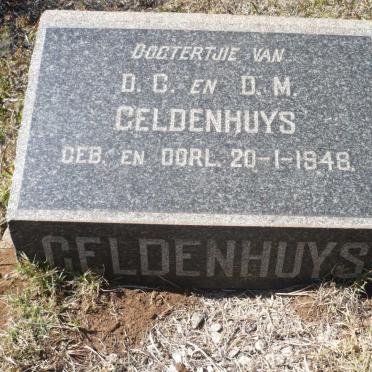 DOGTERTJIE VAN
D. C. EN D. M.
GELDENHUYS
GEB. EN OORL. 20-1-1948.
GELDENHUYS